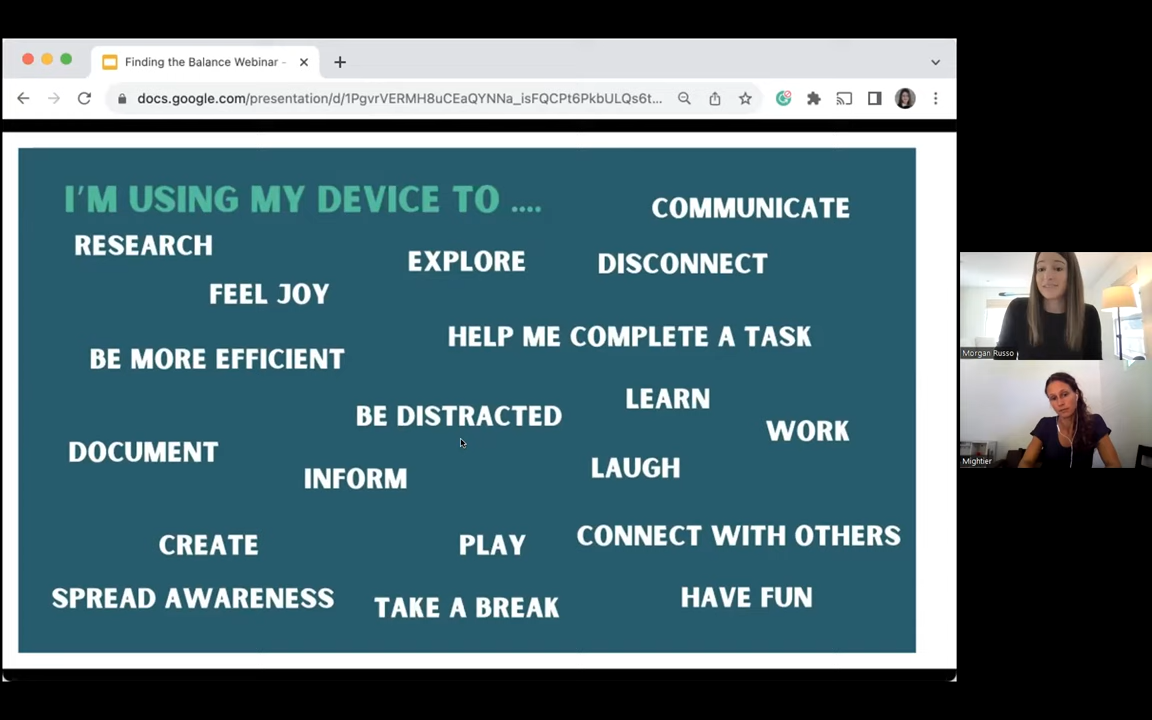 Finding the Balance Webinar -
docs.google.com/presentation/d/1PgvrVERMH8uCEaQYNNa_isFQCPt6PkbULQs6t...
I'M USING MY DEVICE TO ....
COMMUNICATE
RESEARCH
EXPLORE
DISCONNECT
FEEL JOY
HELP ME COMPLETE A TASK
BE MORE EFFICIENT
LEARN
BE DISTRACTED
WORK
DOCUMENT
LAUGH
INFORM
CREATE
PLAY
CONNECT WITH OTHERS
SPREAD AWARENESS
TAKE A BREAK
HAVE FUN
Morgan Russo
Mightier